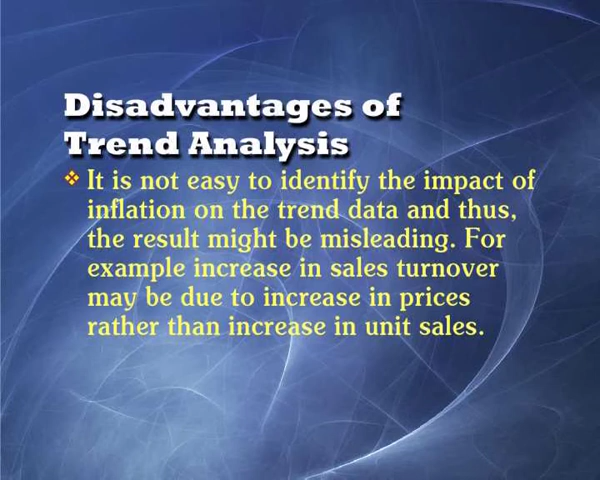 Disadvantages of
Trend Analysis
It is not easy to identify the impact of
inflation on the trend data and thus,
the result might be misleading. For
example increase in sales turnover
may be due to increase in prices
rather than increase in unit sales.